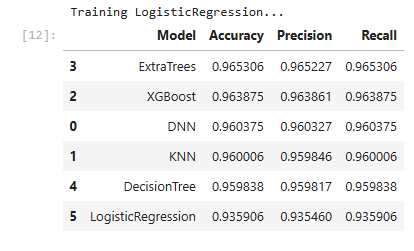 Training LogisticRegression...
[12]:
Model Accuracy Precision Recall
3 ExtraTrees 0.965306 0.965227 0.965306
2 XGBoost 0.963875 0.963861 0.963875
0 DNN 0.960375 0.960327 0.960375
1 KNN 0.960006 0.959846 0.960006
4 DecisionTree 0.959838 0.959817 0.959838
5 LogisticRegression 0.935906 0.935460 0.935906